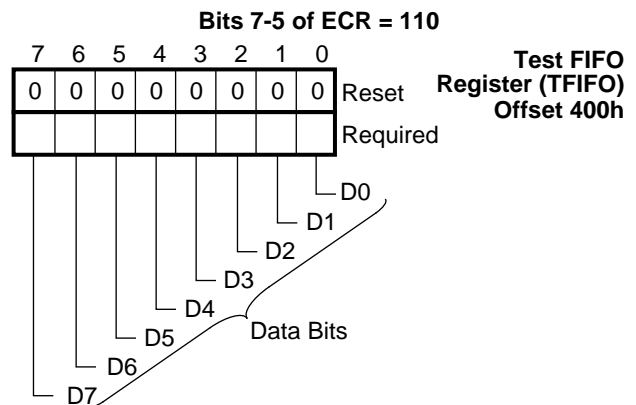 Bits 7-5 of ECR = 110
7 6 5 4 3 2 1 0
Test FIFO
Register (TFIFO)
Offset 400h
0 0 0 0 0 0 0 0 Reset
Required
D0
D1
D2
D3
D4
D5
D6
D7
Data Bits